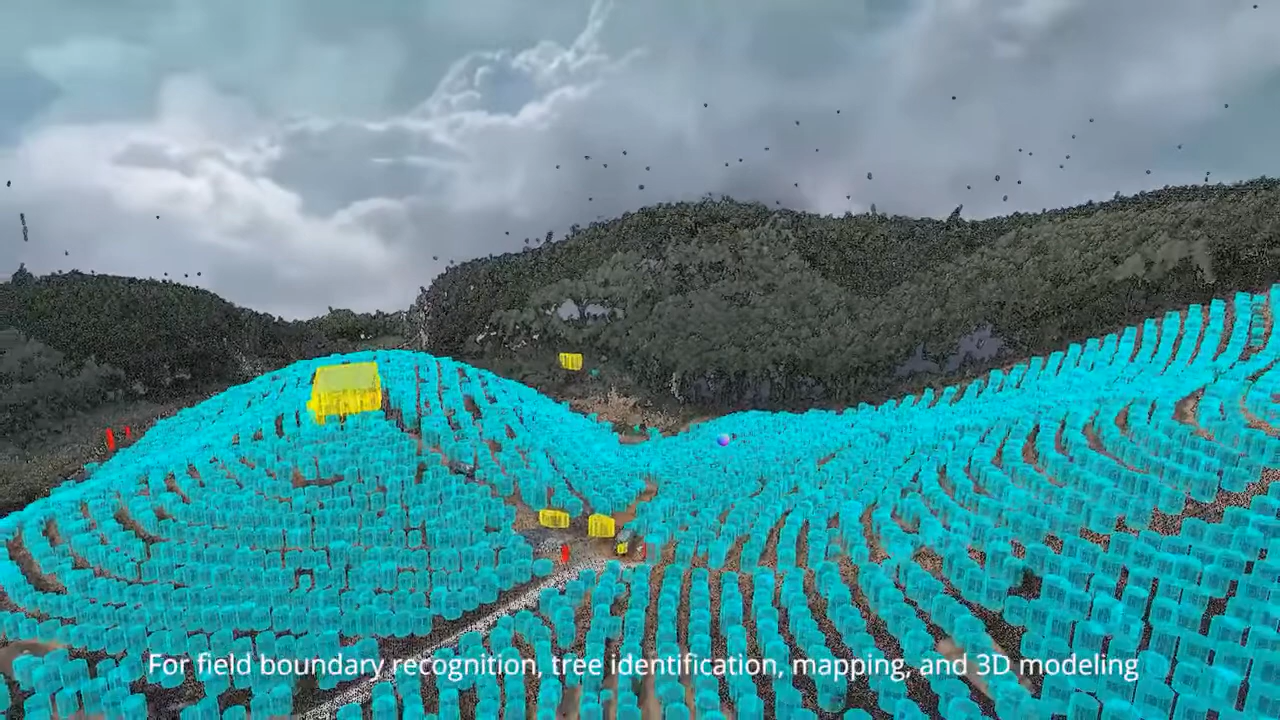 For field boundary recognition, tree identification, mapping, and 3D modeling